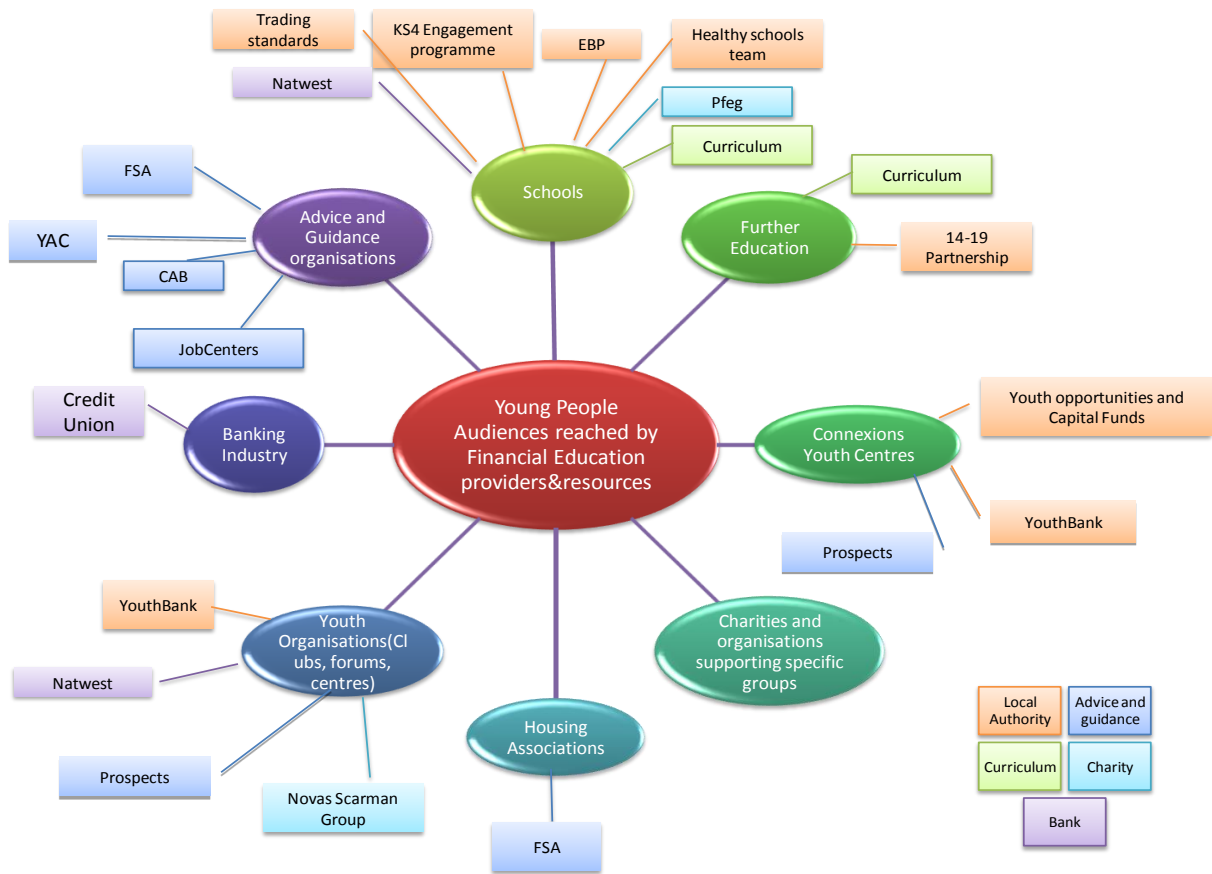 Trading
standards
KS4 Engagement
programme
EBP
Healthy schools
team
Natwest
Pfeg
Curriculum
Schools
FSA
YAC
CAB
JobCenters
Advice and
Guidance
organisations
Curriculum
Further
Education
14-19
Partnership
Credit
Union
Banking
Industry
Young People
Audiences reached by
Financial Education
providers&resources
Connexions
Youth Centres
Youth opportunities and
Capital Funds
YouthBank
Prospects
YouthBank
Youth
Organisations(Cl
ubs, forums,
centres)
Natwest
Prospects
Novas Scarman
Group
Housing
Associations
FSA
Charities and
organisations
supporting specific
groups
Local
Authority
Advice and
guidance
Curriculum
Charity
Bank